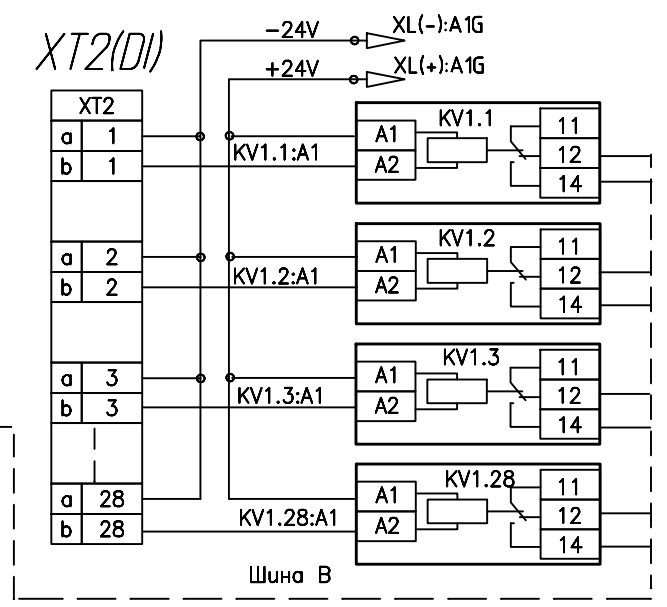 -24V XL(-):A1G
XT2(DI)
+24V XL(+):A1G
XT2
a 1
b 1
KV1.1:A1
KV1.1
A1
A2
11
12
14
a 2
b 2
KV1.2:A1
KV1.2
A1
A2
11
12
14
a 3
b 3
KV1.3:A1
KV1.3
A1
A2
11
12
14
a 28
b 28
KV1.28:A1
KV1.28
A1
A2
11
12
14
Шина В